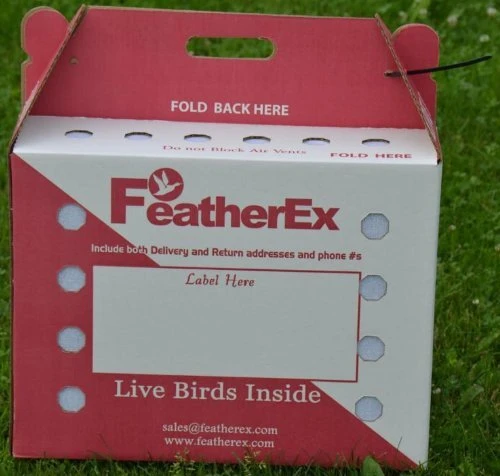 FOLD BACK HERE
Do not Block Air Vents
FOLD HERE
FeatherEx
Include both Delivery and Return addresses and phone #s
Label Here
Live Birds Inside
sales@featherex.com
www.featherex.com